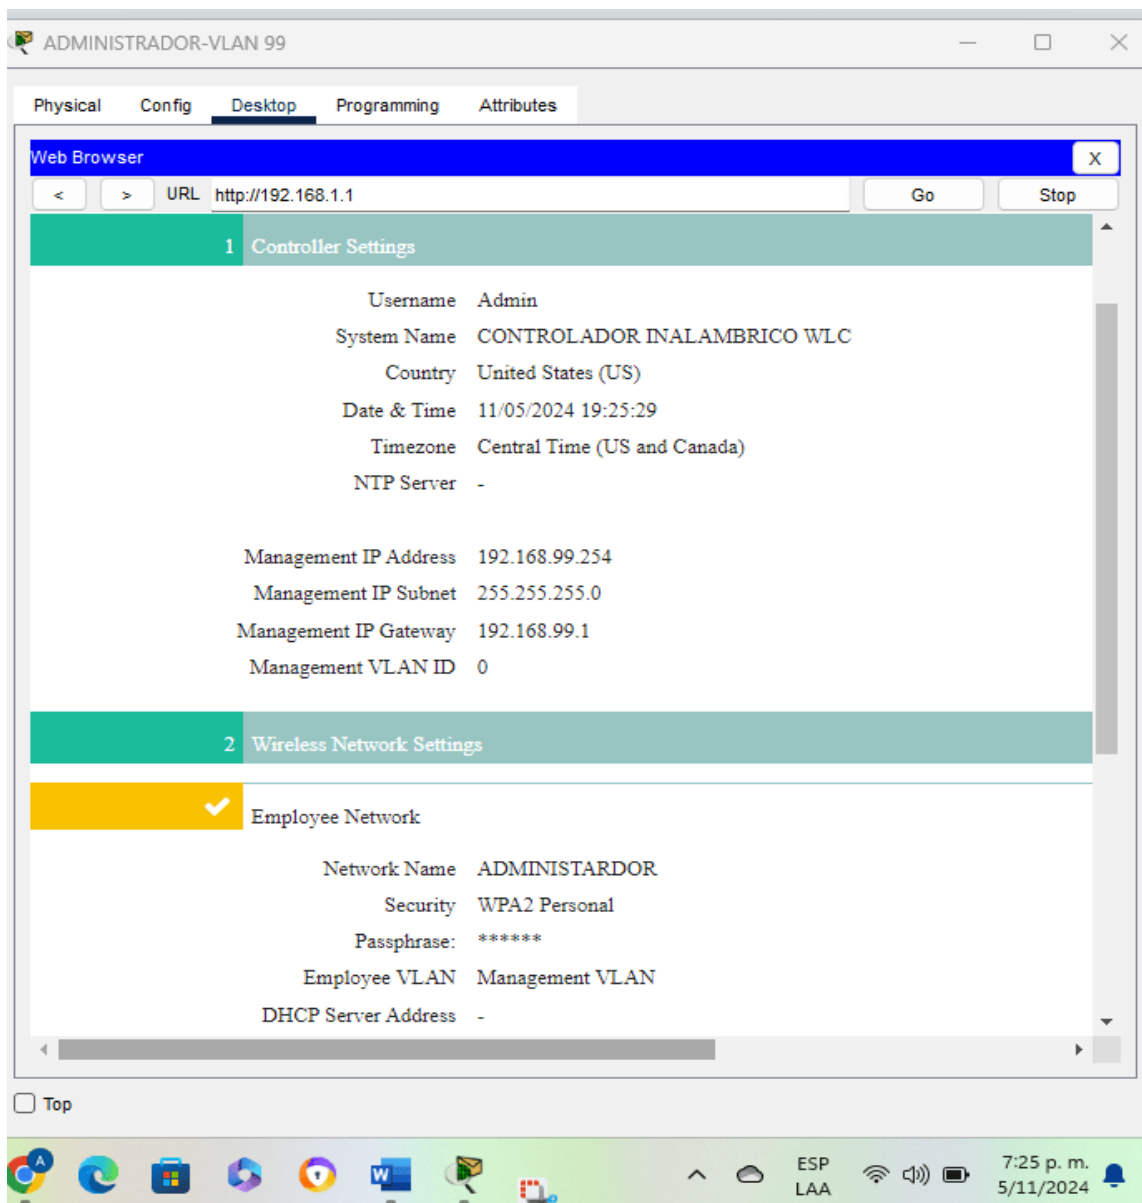 ADMINISTRADOR-VLAN 99
Physical Config Desktop Programming Attributes
Web Browser X
< > URL http://192.168.1.1 Go Stop
1 Controller Settings
Username Admin
System Name CONTROLADOR INALAMBRICO WLC
Country United States (US)
Date & Time 11/05/2024 19:25:29
Timezone Central Time (US and Canada)
NTP Server -
Management IP Address 192.168.99.254
Management IP Subnet 255.255.255.0
Management IP Gateway 192.168.99.1
Management VLAN ID 0
2 Wireless Network Settings
Employee Network
Network Name ADMINISTARDOR
Security WPA2 Personal
Passphrase: ******
Employee VLAN Management VLAN
DHCP Server Address -
Top
A W ESP 7:25 p. m.
LAA 5/11/2024